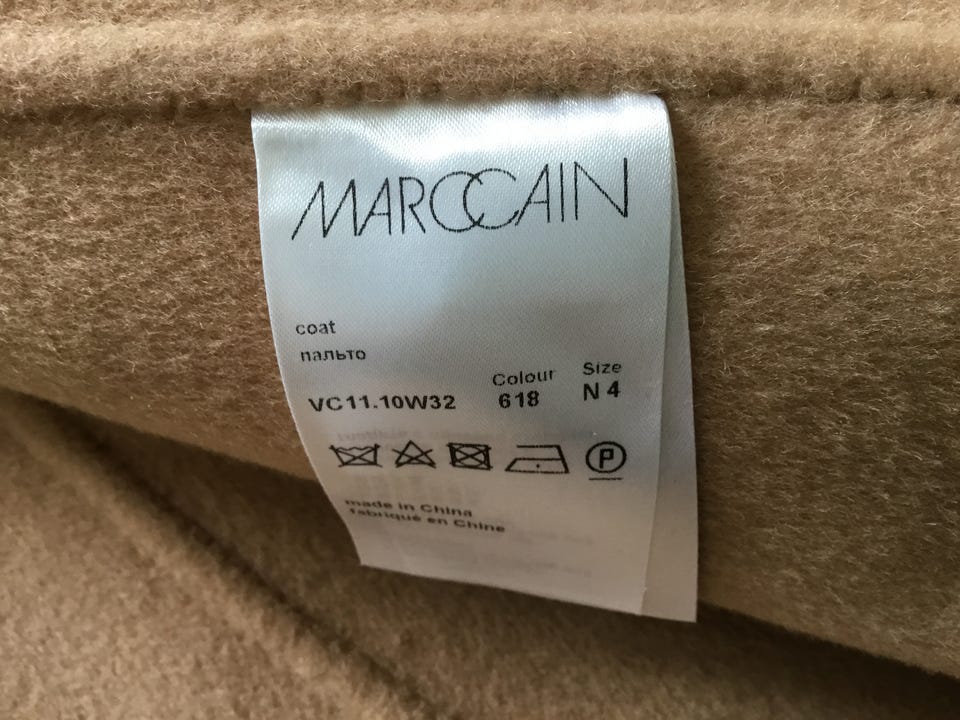 MARCCAIN
coat
пальто
Colour Size
VC11.10W32 618 N 4
P
made in China
fabriqué en Chine